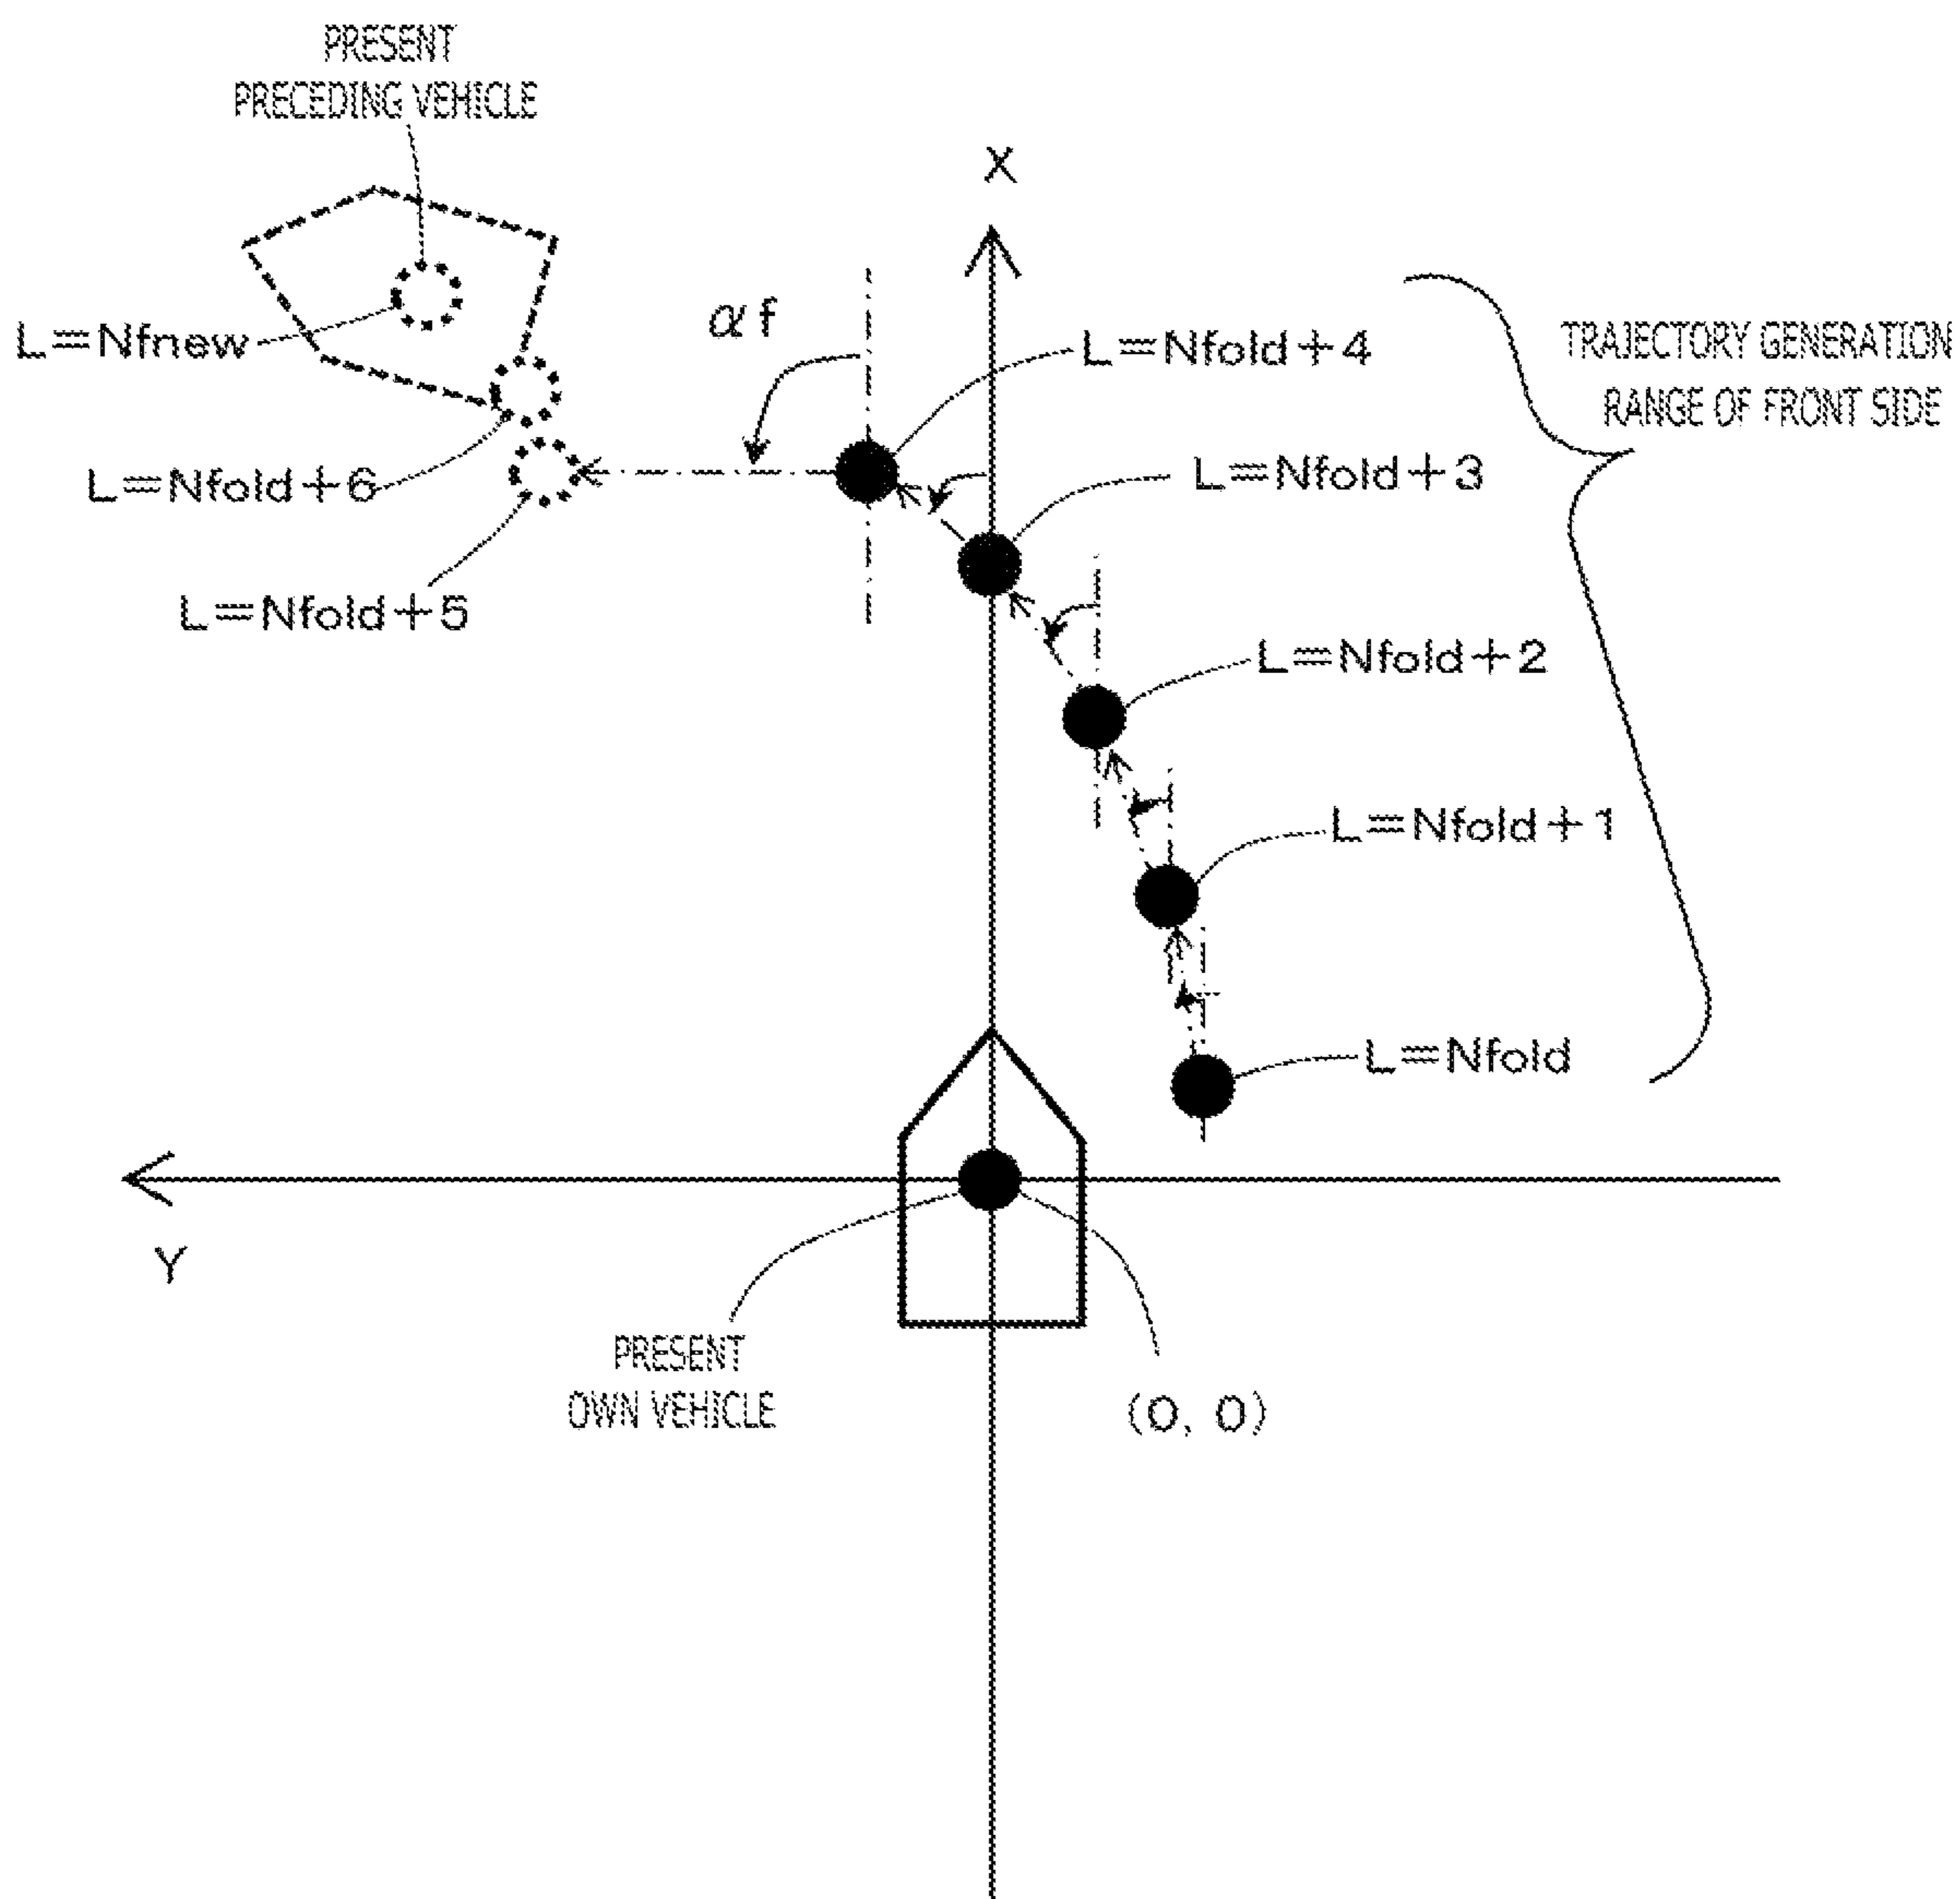 PRESENT
PRECEDING VEHICLE
X
L=Nfnew
αf
L=Nfold+4
TRAJECTORY GENERATION
RANGE OF FRONT SIDE
L=Nfold+6
L=Nfold+3
L=Nfold+5
L=Nfold+2
L=Nfold+1
L=Nfold
Y
PRESENT
OWN VEHICLE
(0, 0)